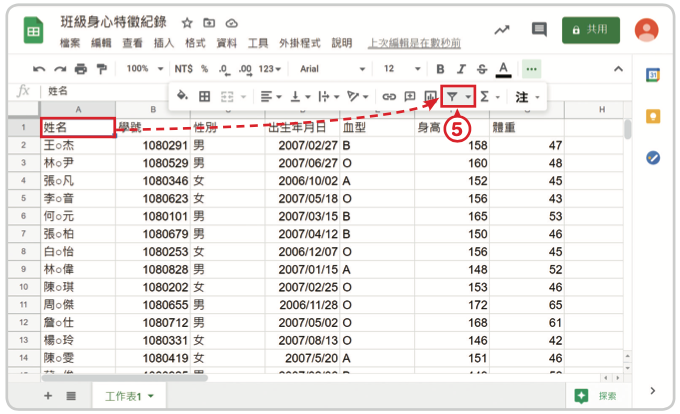 班級身心特徵紀錄
檔案 編輯 查看 插入 格式 資料 工具 外掛程式 說明 上次編輯是在數秒前
共用
100% NT$ % .0 .00 123 Arial 12 B I S A
fx 姓名
Σ 注
A B H
1 姓名 學號 性別 出生年月日 血型 身高 體重
⑤
2 王○杰 1080291 男 2007/02/27 B 158 47
3 林○尹 1080529 男 2007/06/27 O 160 48
4 張○凡 1080346 女 2006/10/02 A 152 45
5 李○音 1080623 女 2007/05/18 O 156 43
6 何○元 1080101 男 2007/03/15 B 165 53
7 張○柏 1080679 男 2007/04/12 B 150 46
8 白○怡 1080253 女 2006/12/07 O 156 45
9 林○偉 1080828 男 2007/01/15 A 148 52
10 陳○琪 1080202 女 2007/02/25 O 153 46
11 周○傑 1080655 男 2006/11/28 O 172 65
12 詹○仕 1080712 男 2007/05/02 O 168 61
13 楊○玲 1080331 女 2007/08/13 O 146 42
14 陳○雯 1080419 女 2007/5/20 A 151 46
工作表1 探索
31